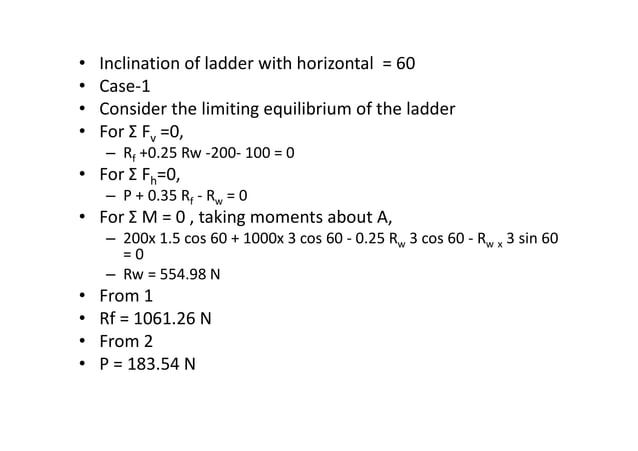 • Inclination of ladder with horizontal = 60
• Case-1
• Consider the limiting equilibrium of the ladder
• For Σ Fv =0,
– Rf +0.25 Rw -200- 100 = 0
• For Σ Fh=0,
– P + 0.35 Rf - Rw = 0
• For Σ M = 0 , taking moments about A,
– 200x 1.5 cos 60 + 1000x 3 cos 60 - 0.25 Rw 3 cos 60 - Rw x 3 sin 60
= 0
– Rw = 554.98 N
• From 1
• Rf = 1061.26 N
• From 2
• P = 183.54 N